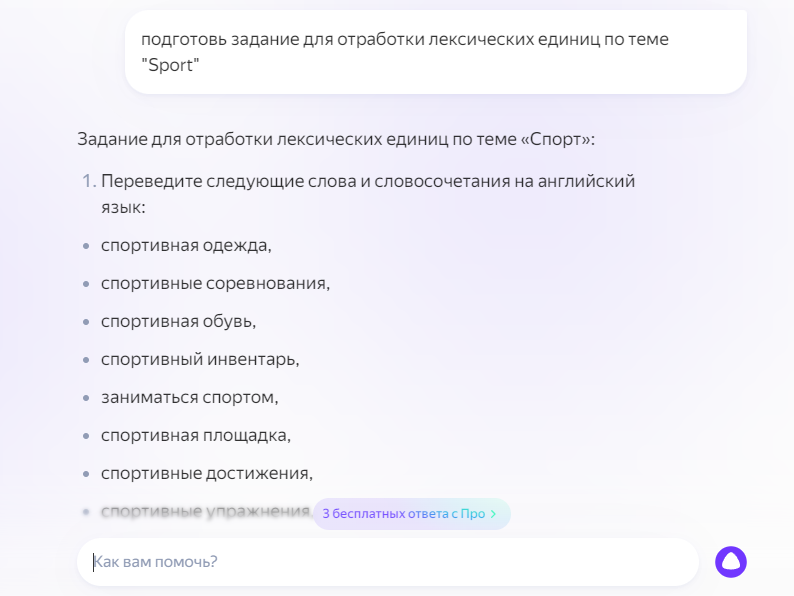 подготовь задание для отработки лексических единиц по теме
"Sport"
Задание для отработки лексических единиц по теме «Спорт»:
1. Переведите следующие слова и словосочетания на английский
язык:
• спортивная одежда,
• спортивные соревнования,
• спортивная обувь,
• спортивный инвентарь,
• заниматься спортом,
• спортивная площадка,
• спортивные достижения,
• спортивные упражнения,
3 бесплатных ответа с Про >
Как вам помочь?